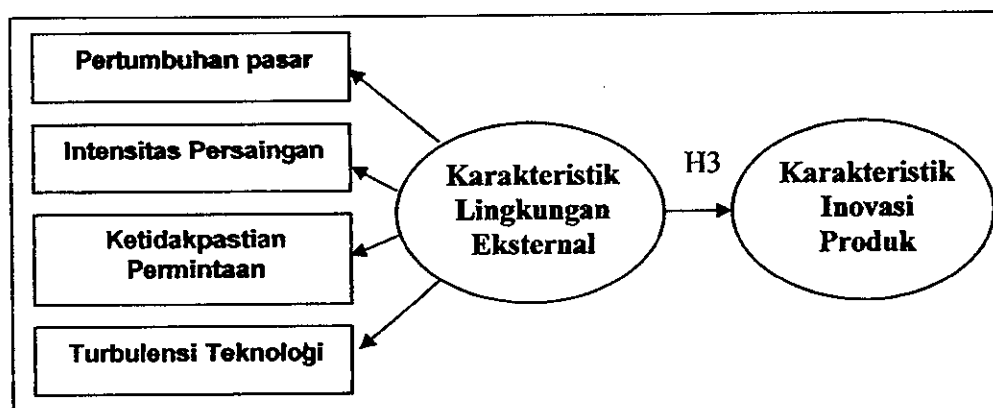 Pertumbuhan pasar
Intensitas Persaingan
Ketidakpastian
Permintaan
Turbulensi Teknologi
Karakteristik
Lingkungan
Eksternal
H3
Karakteristik
Inovasi
Produk